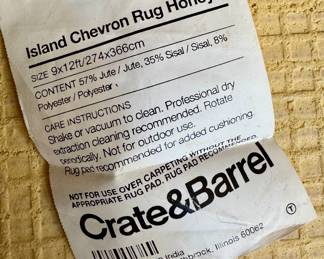 Island Chevron Rug Honey
SIZE 9x12ft/274x366cm
CONTENT 57% Jute / Jute, 35% Sisal / Sisal, 8%
Polyester / Polyester
CARE INSTRUCTIONS
Shake or vacuum to clean. Professional dry
extraction cleaning recommended. Rotate
periodically. Not for outdoor use.
Rug pad recommended for added cushioning.
NOT FOR USE OVER CARPETING WITHOUT THE
APPROPRIATE RUG PAD. RUG PAD RECOMMENDED.
Crate&Barrel
India
Illinois 60062
T